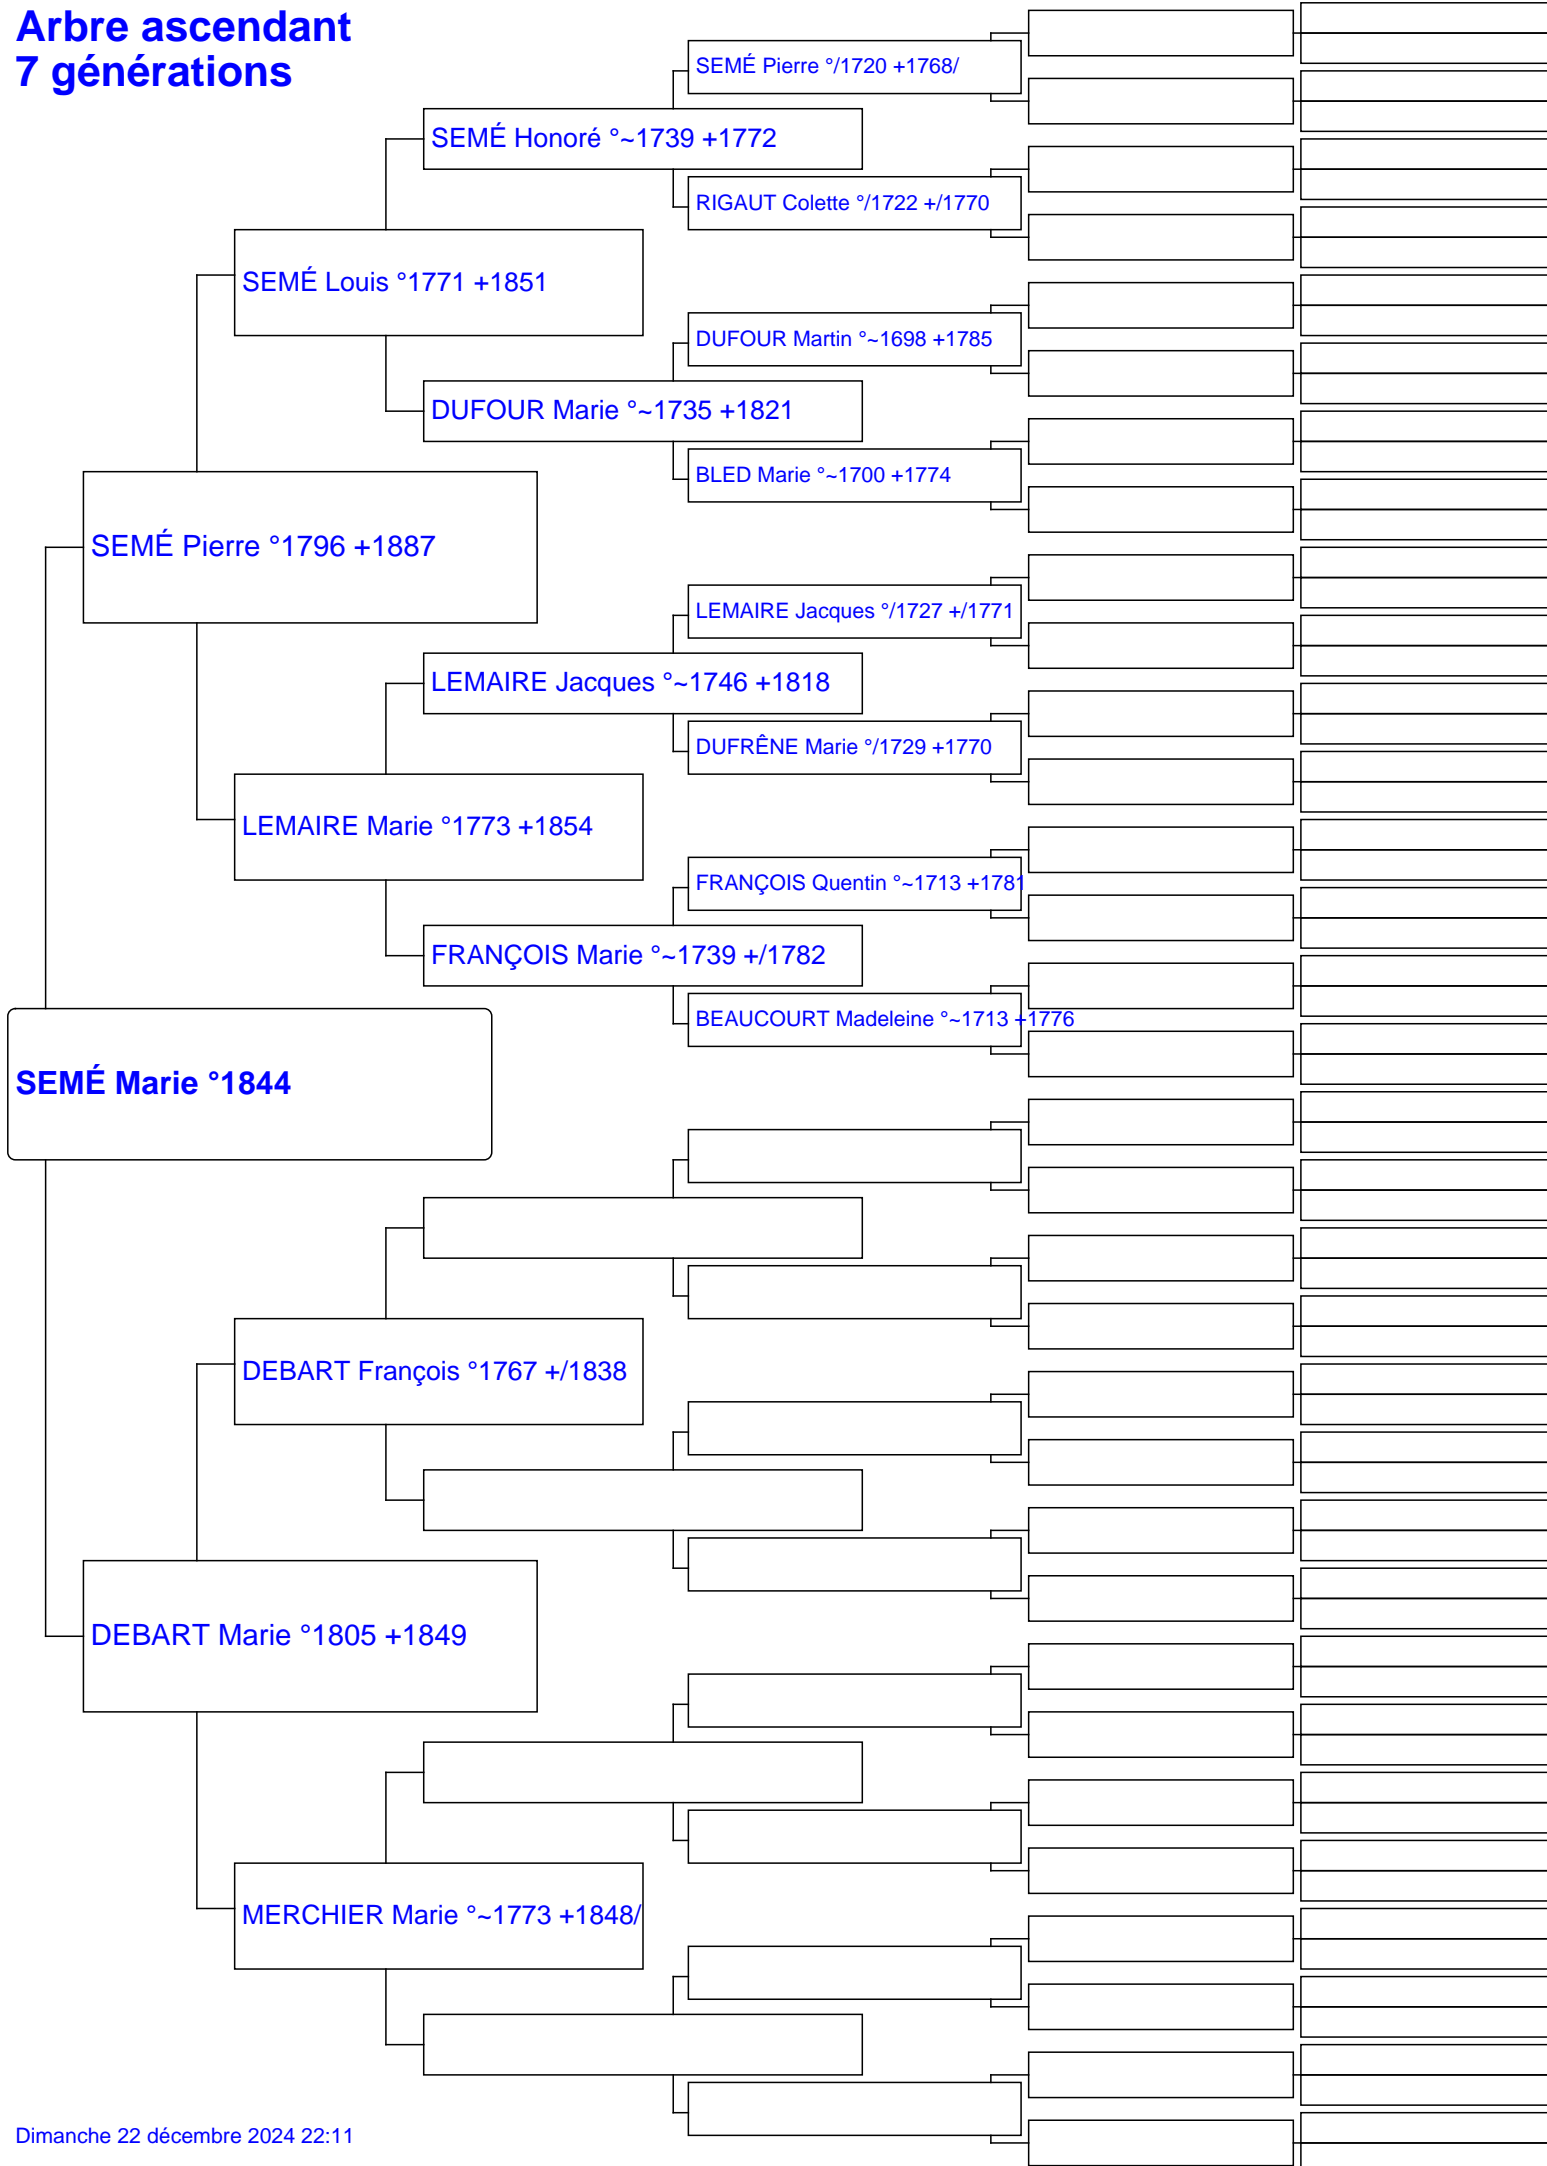 Arbre ascendant
7 générations
SEMÉ Pierre °/1720 +1768/
SEMÉ Honoré °~1739 +1772
RIGAUT Colette °/1722 +/1770
SEMÉ Louis °1771 +1851
DUFOUR Martin °~1698 +1785
DUFOUR Marie °~1735 +1821
BLED Marie °~1700 +1774
SEMÉ Pierre °1796 +1887
LEMAIRE Jacques °/1727 +/1771
LEMAIRE Jacques °~1746 +1818
DUFRÊNE Marie °/1729 +1770
LEMAIRE Marie °1773 +1854
FRANÇOIS Quentin °~1713 +1781
FRANÇOIS Marie °~1739 +/1782
BEAUCOURT Madeleine °~1713 +1776
SEMÉ Marie °1844
DEBART François °1767 +/1838
DEBART Marie °1805 +1849
MERCHIER Marie °~1773 +1848/
Dimanche 22 décembre 2024 22:11